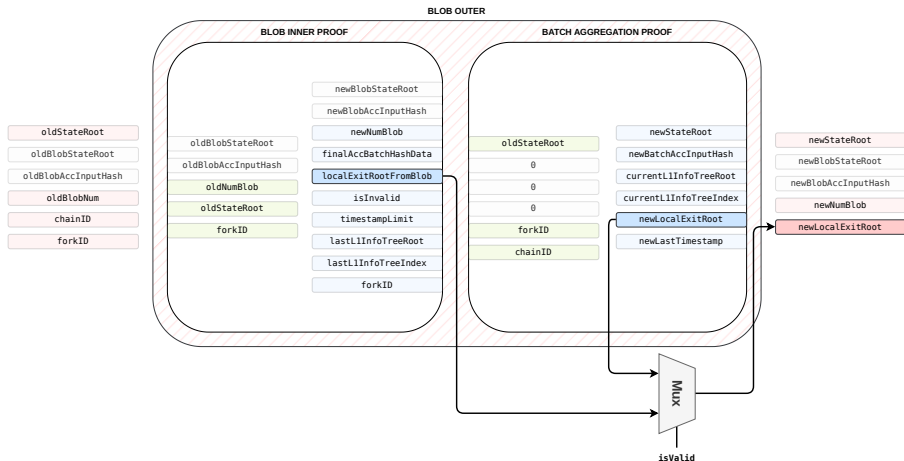 BLOB OUTER
BLOB INNER PROOF
BATCH AGGREGATION PROOF
oldStateRoot
oldBlobStateRoot
oldBlobAccInputHash
oldBlobNum
chainID
forkID
oldBlobStateRoot
oldBlobAccInputHash
oldNumBlob
oldStateRoot
forkID
newBlobStateRoot
newBlobAccInputHash
newNumBlob
finalAccBatchHashData
localExitRootFromBlob
isInvalid
timestampLimit
lastL1InfoTreeRoot
lastL1InfoTreeIndex
forkID
oldStateRoot
0
0
0
forkID
chainID
newStateRoot
newBatchAccInputHash
currentL1InfoTreeRoot
currentL1InfoTreeIndex
newLocalExitRoot
newLastTimestamp
newStateRoot
newBlobStateRoot
newBlobAccInputHash
newNumBlob
newLocalExitRoot
Mux
isValid